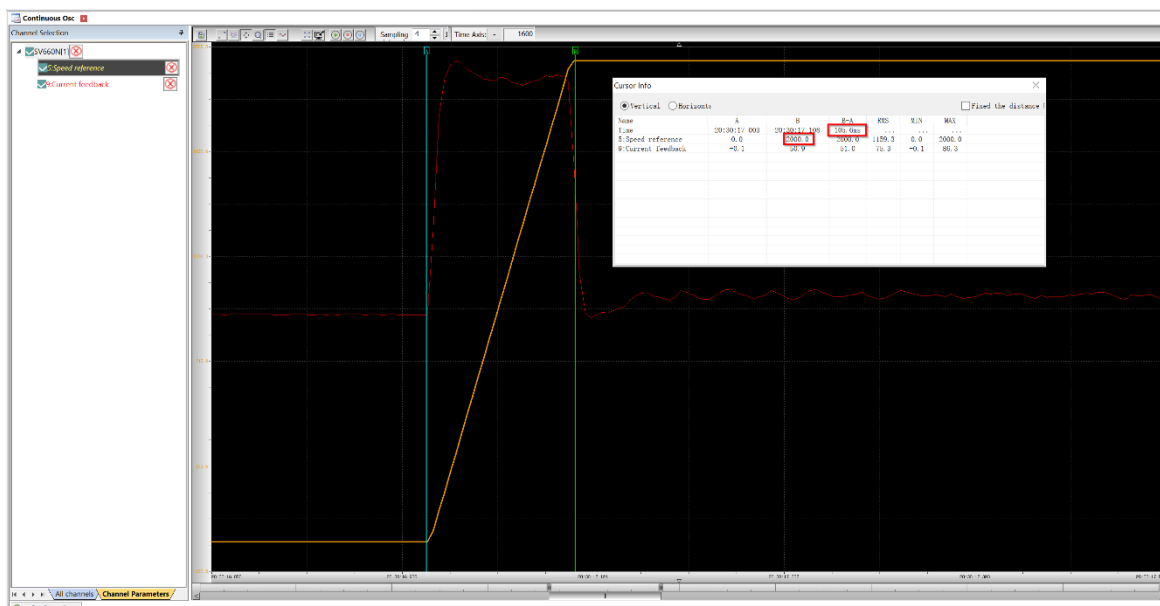 Continuous Osc
Channel Selection
Sampling 4 Time Axis: - 1600
SV660N[1]
5:Speed reference
9:Current feedback
Cursor Info
Vertical Horizontal
Fixed the distance
Name A B B-A RMS MIN MAX
Time 20:30:17 003 20:30:17 108 105.6ms ... ... ...
5:Speed reference 0.0 2000.0 2000.0 1159.3 0.0 2000.0
9:Current feedback -0.1 50.9 51.0 75.3 -0.1 86.3
All channels Channel Parameters